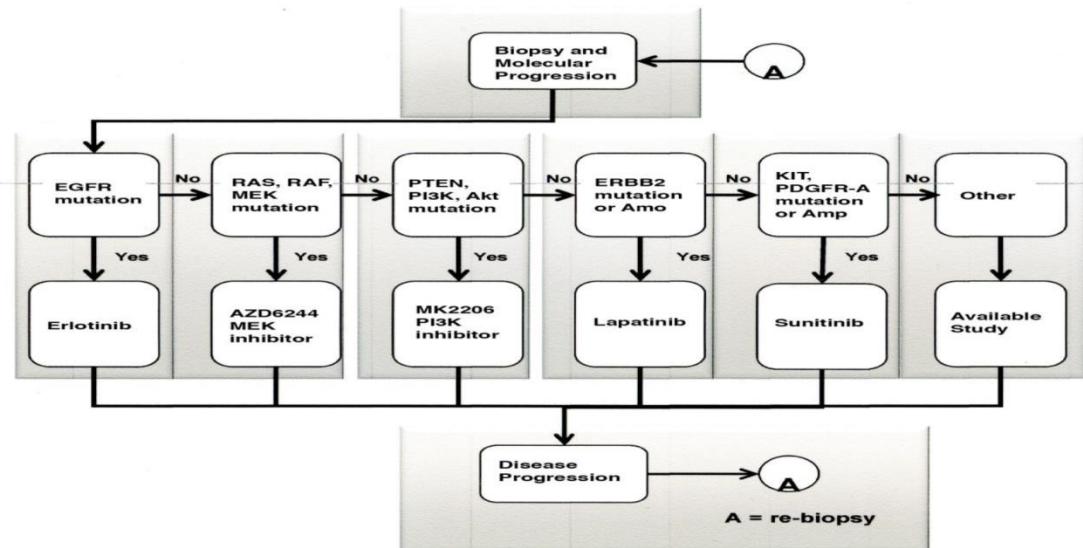 Biopsy and
Molecular
Progression
A
EGFR
mutation
No
RAS, RAF,
MEK
mutation
No
PTEN,
PI3K, Akt
mutation
No
ERBB2
mutation
or Amo
No
KIT,
PDGFR-A
mutation
or Amp
No
Other
Yes
Yes
Yes
Yes
Yes
Erlotinib
AZD6244
MEK
inhibitor
MK2206
PI3K
inhibitor
Lapatinib
Sunitinib
Available
Study
Disease
Progression
A
A = re-biopsy